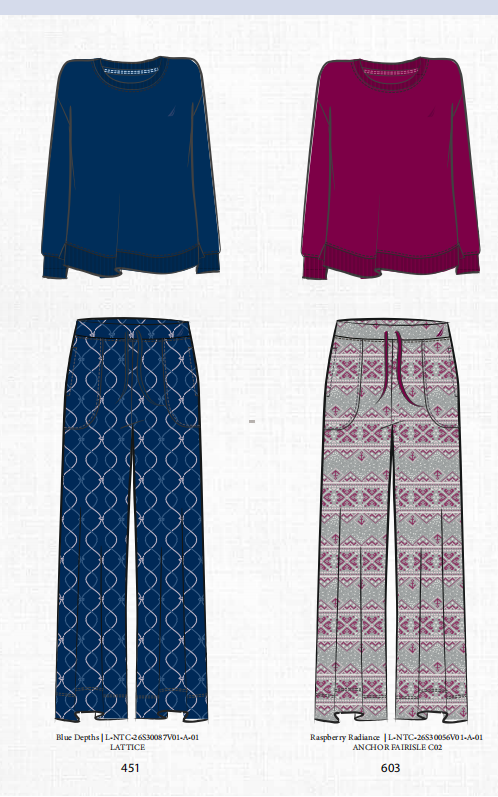 Blue Depths | L-NTC-26S30087V01-A-01
LATTICE
451
Raspberry Radiance | L-NTC-26S30056V01-A-01
ANCHOR FAIRISLE C02
603